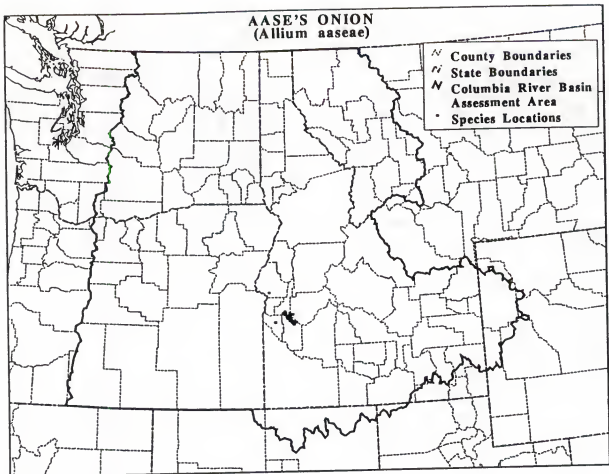 AASE'S ONION
(Allium aaseae)
County Boundaries
State Boundaries
Columbia River Basin
Assessment Area
Species Locations